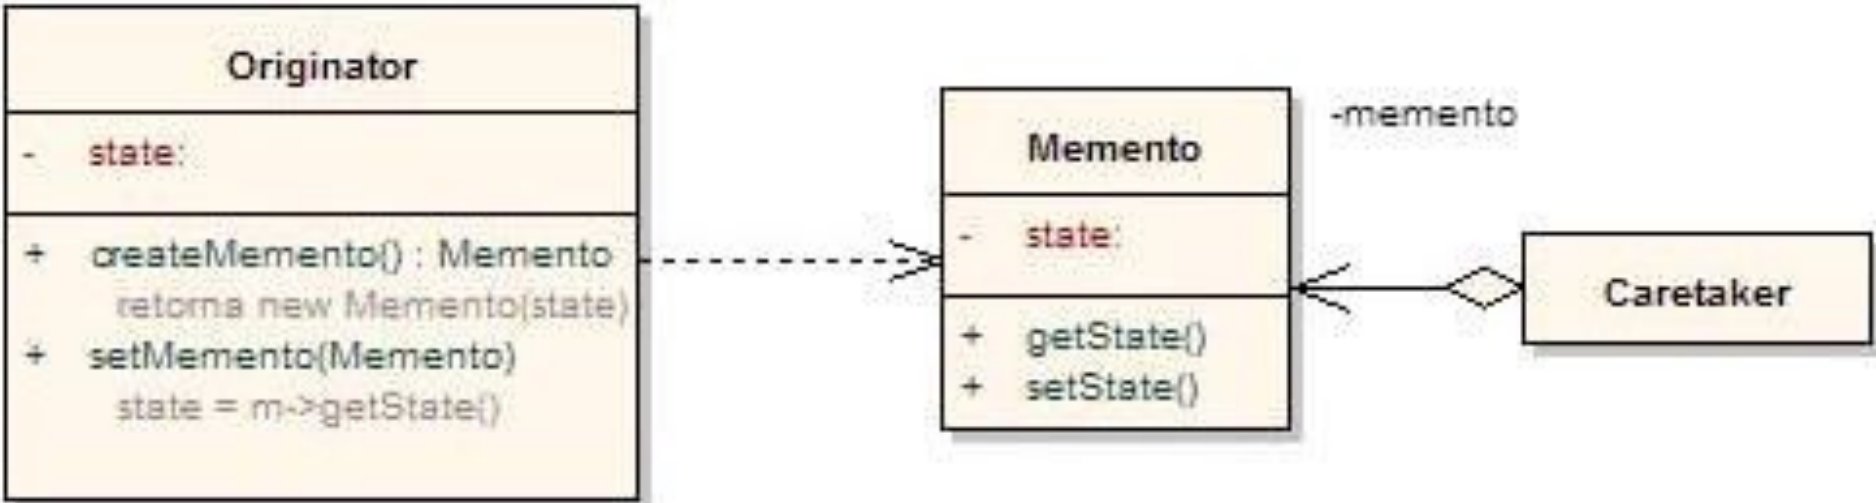 Originator
- state:
+ createMemento() : Memento
retorna new Memento(state)
+ setMemento(Memento)
state = m->getState()
Memento
- state:
+ getState()
+ setState()
-memento
Caretaker